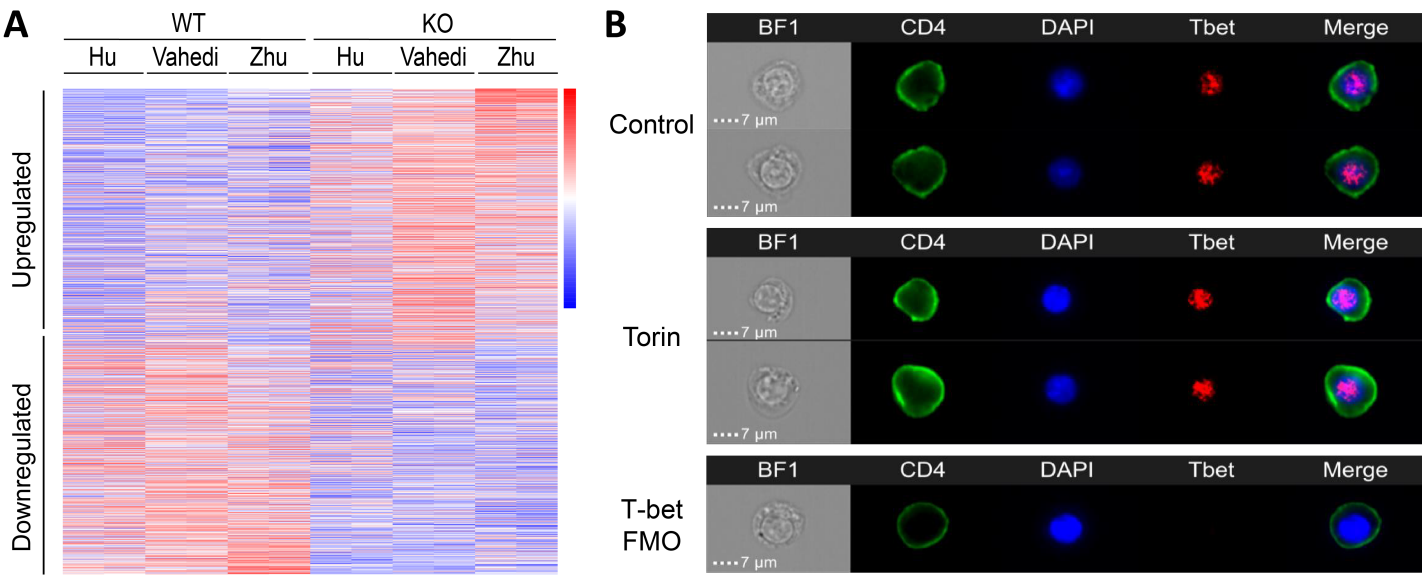 A
WT KO
Hu Vahedi Zhu Hu Vahedi Zhu
Upregulated
Downregulated
B
BF1 CD4 DAPI Tbet Merge
Control
7 µm
7 µm
BF1 CD4 DAPI Tbet Merge
Torin
7 µm
7 µm
BF1 CD4 DAPI Tbet Merge
T-bet
FMO
7 µm